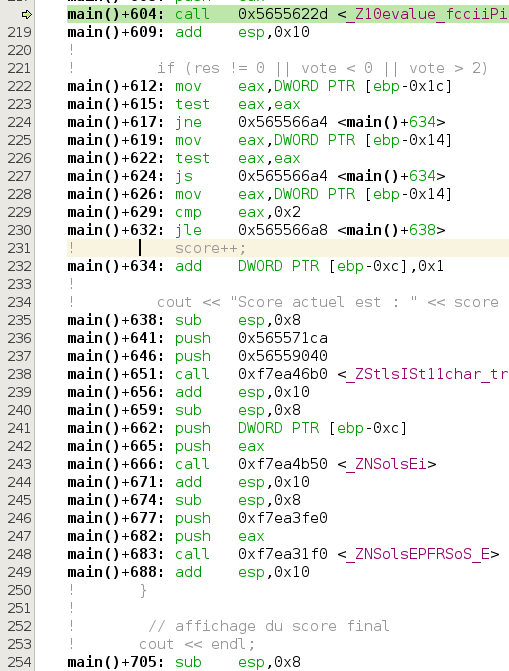 main()+604: call 0x5655622d <_Z10evalue_fcciiPi
219 main()+609: add esp,0x10
220 !
221 ! if (res != 0 || vote < 0 || vote > 2)
222 main()+612: mov eax,DWORD PTR [ebp-0x1c]
223 main()+615: test eax,eax
224 main()+617: jne 0x565566a4 <main()+634>
225 main()+619: mov eax,DWORD PTR [ebp-0x14]
226 main()+622: test eax,eax
227 main()+624: js 0x565566a4 <main()+634>
228 main()+626: mov eax,DWORD PTR [ebp-0x14]
229 main()+629: cmp eax,0x2
230 main()+632: jle 0x565566a8 <main()+638>
231 ! score++;
232 main()+634: add DWORD PTR [ebp-0xc],0x1
233 !
234 ! cout << "Score actuel est : " << score
235 main()+638: sub esp,0x8
236 main()+641: push 0x565571ca
237 main()+646: push 0x56559040
238 main()+651: call 0xf7ea46b0 <_ZStlsISt11char_tr
239 main()+656: add esp,0x10
240 main()+659: sub esp,0x8
241 main()+662: push DWORD PTR [ebp-0xc]
242 main()+665: push eax
243 main()+666: call 0xf7ea4b50 <_ZNSolsEi>
244 main()+671: add esp,0x10
245 main()+674: sub esp,0x8
246 main()+677: push 0xf7ea3fe0
247 main()+682: push eax
248 main()+683: call 0xf7ea31f0 <_ZNSolsEPFRSoS_E>
249 main()+688: add esp,0x10
250 ! }
251 !
252 ! // affichage du score final
253 ! cout << endl;
254 main()+705: sub esp,0x8